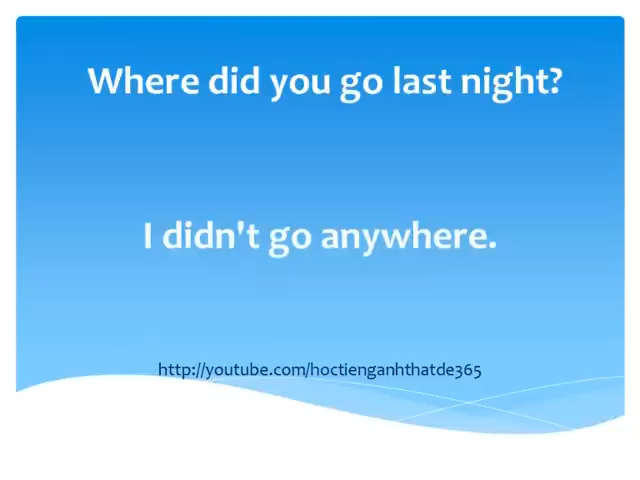 Where did you go last night?
I didn't go anywhere.
http://youtube.com/hoctienganhthatde365